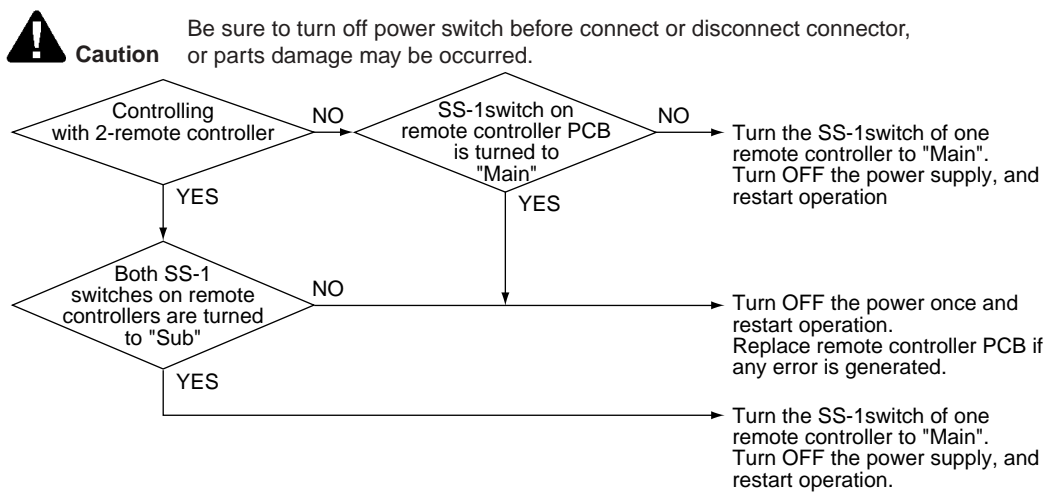 Be sure to turn off power switch before connect or disconnect connector,
Caution
or parts damage may be occurred.
Controlling
with 2-remote controller
NO
SS-1switch on
remote controller PCB
is turned to
"Main"
NO
Turn the SS-1switch of one
remote controller to "Main".
Turn OFF the power supply, and
restart operation
YES
YES
Both SS-1
switches on remote
controllers are turned
to "Sub"
NO
Turn OFF the power once and
restart operation.
Replace remote controller PCB if
any error is generated.
YES
Turn the SS-1switch of one
remote controller to "Main".
Turn OFF the power supply, and
restart operation.